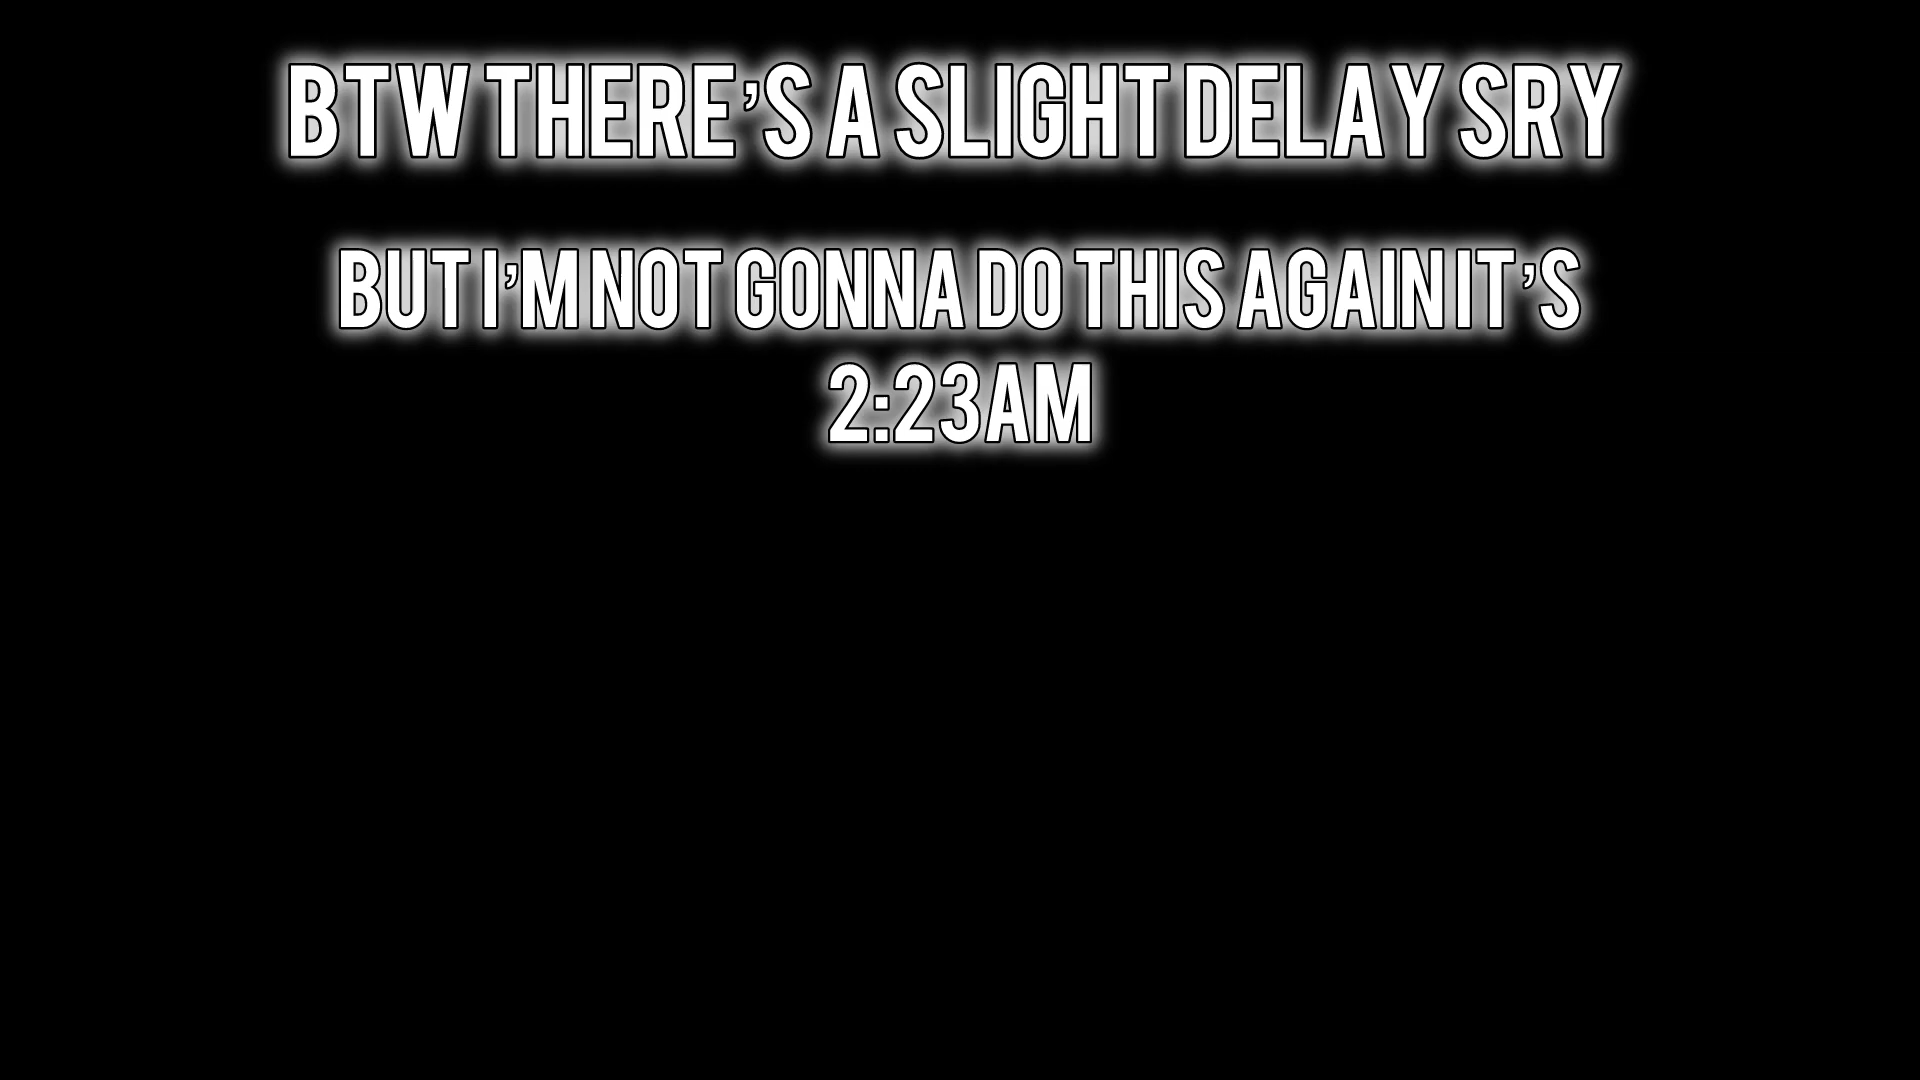 BTW THERE'S A SLIGHT DELAY SRY
BUT I'M NOT GONNA DO THIS AGAIN IT'S
2:23AM